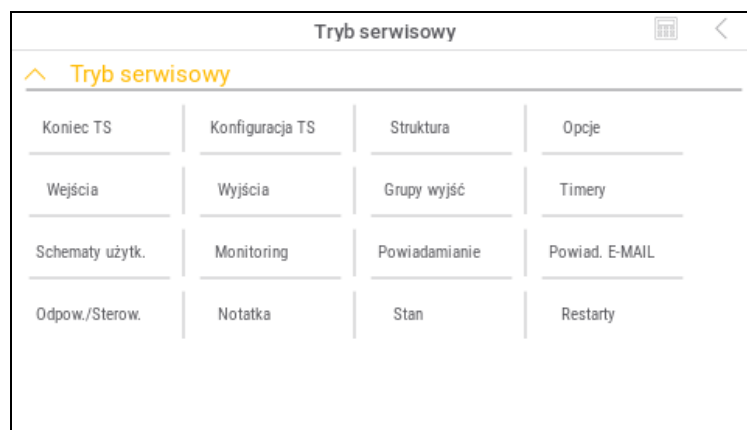 Tryb serwisowy
Tryb serwisowy
Koniec TS Konfiguracja TS Struktura Opcje
Wejścia Wyjścia Grupy wyjść Timery
Schematy użytk. Monitoring Powiadamianie Powiad. E-MAIL
Odpow./Sterow. Notatka Stan Restarty